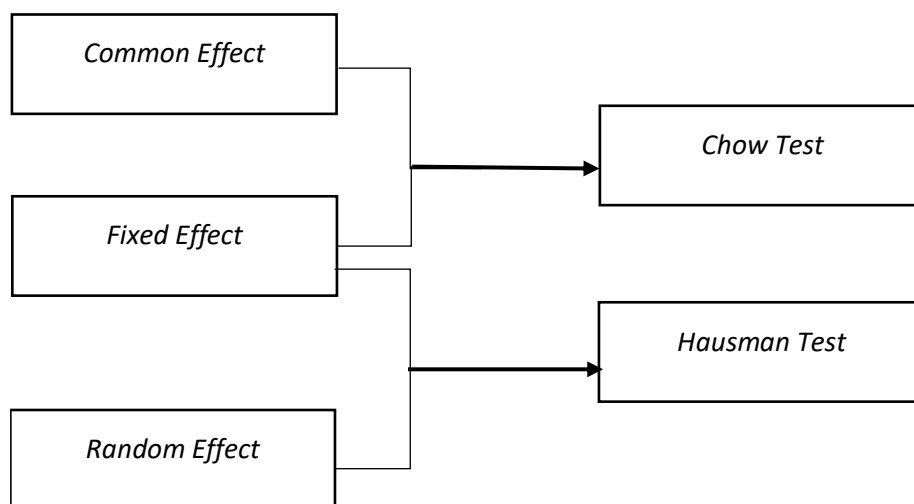 Common Effect
Chow Test
Fixed Effect
Hausman Test
Random Effect